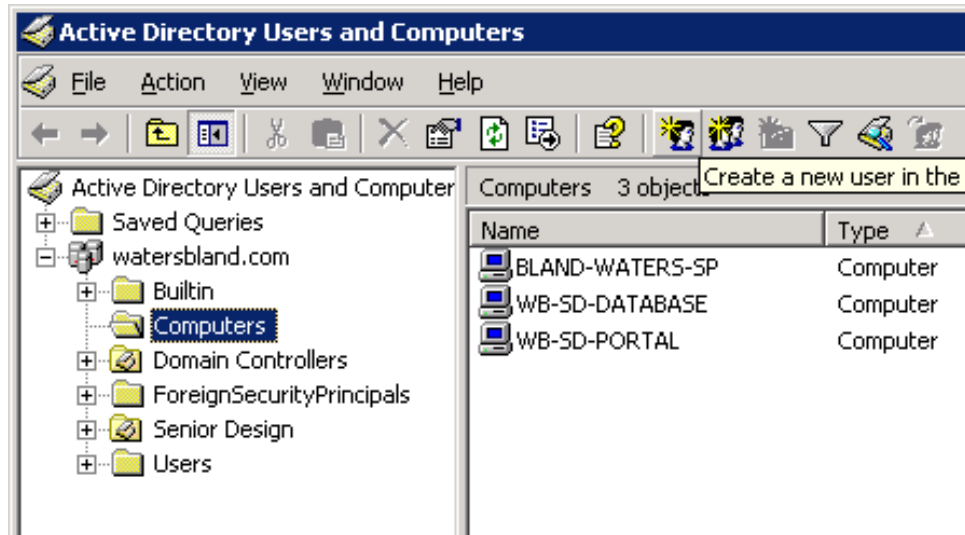 Active Directory Users and Computers
File Action View Window Help
Create a new user in the
Active Directory Users and Computer
Saved Queries
watersbland.com
Builtin
Computers
Domain Controllers
ForeignSecurityPrincipals
Senior Design
Users
Computers 3 objects
Name Type
BLAND-WATERS-SP Computer
WB-SD-DATABASE Computer
WB-SD-PORTAL Computer